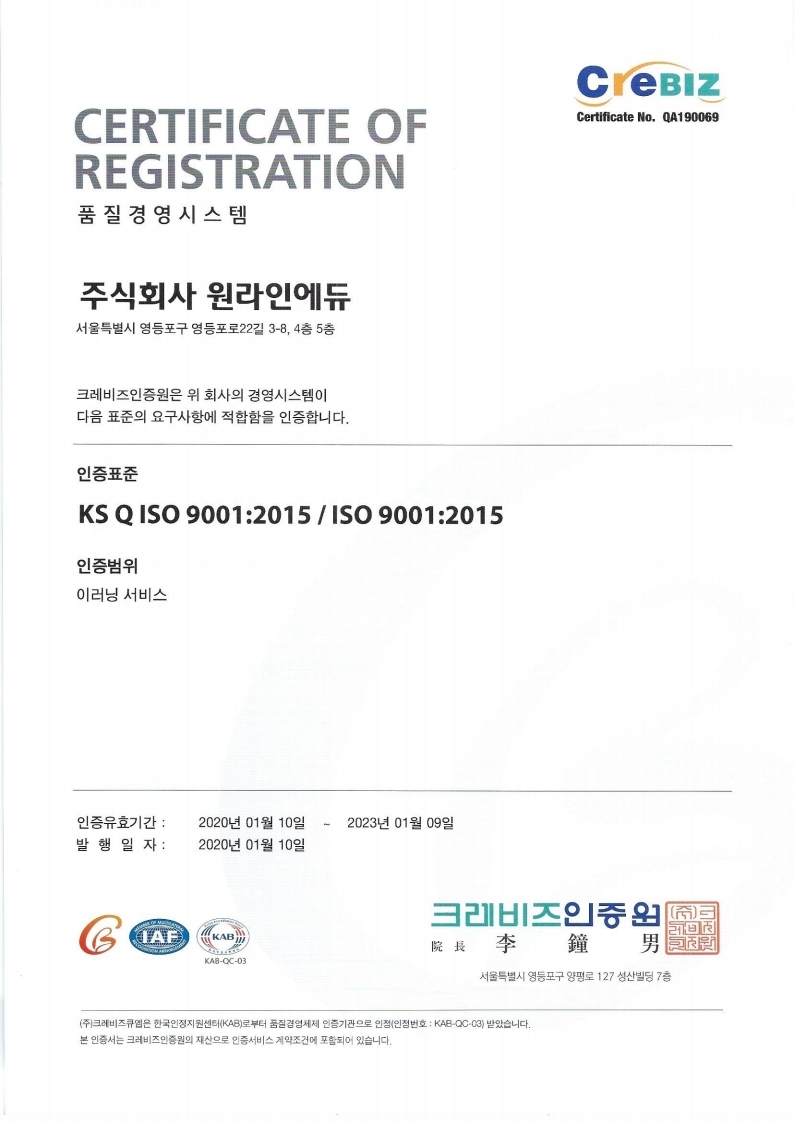 CreBIZ
Certificate No. QA190069
CERTIFICATE OF
REGISTRATION
품질경영시스템
주식회사 원라인에듀
서울특별시 영등포구 영등포로22길 3-8, 4층 5층
크레비즈인증원은 위 회사의 경영시스템이
다음 표준의 요구사항에 적합함을 인증합니다.
인증표준
KS Q ISO 9001:2015 / ISO 9001:2015
인증범위
이러닝 서비스
인증유효기간 : 2020년 01월 10일 ~ 2023년 01월 09일
발 행 일 자 : 2020년 01월 10일
IAF
KAB
KAB-QC-03
크레비즈인증원
院 長 李 鐘 男
서울특별시 영등포구 양평로 127 성산빌딩 7층
(주)크레비즈큐엠은 한국인정지원센터(KAB)로부터 품질경영체제 인증기관으로 인정(인정번호 : KAB-QC-03) 받았습니다.
본 인증서는 크레비즈인증원의 재산으로 인증서비스 계약조건에 포함되어 있습니다.